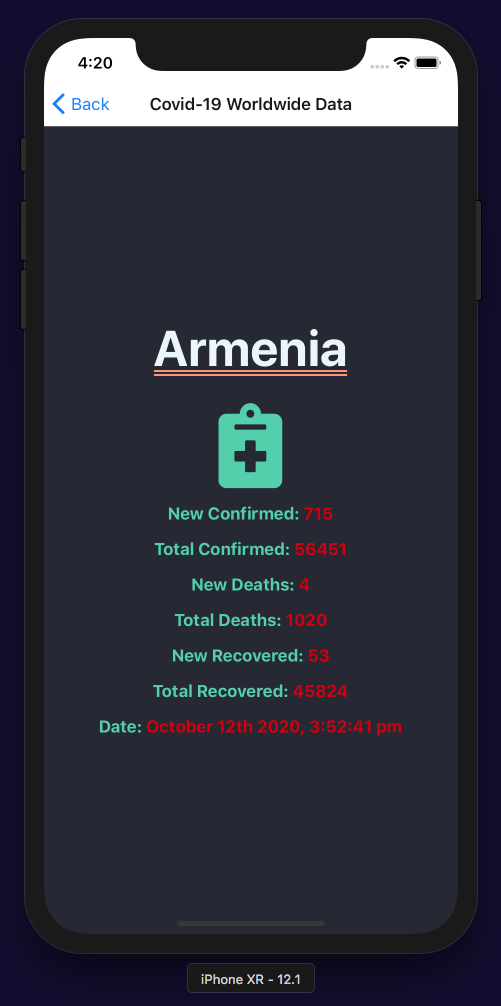 4:20
Back
Covid-19 Worldwide Data
Armenia
New Confirmed: 715
Total Confirmed: 56451
New Deaths: 4
Total Deaths: 1020
New Recovered: 53
Total Recovered: 45824
Date: October 12th 2020, 3:52:41 pm
iPhone XR - 12.1